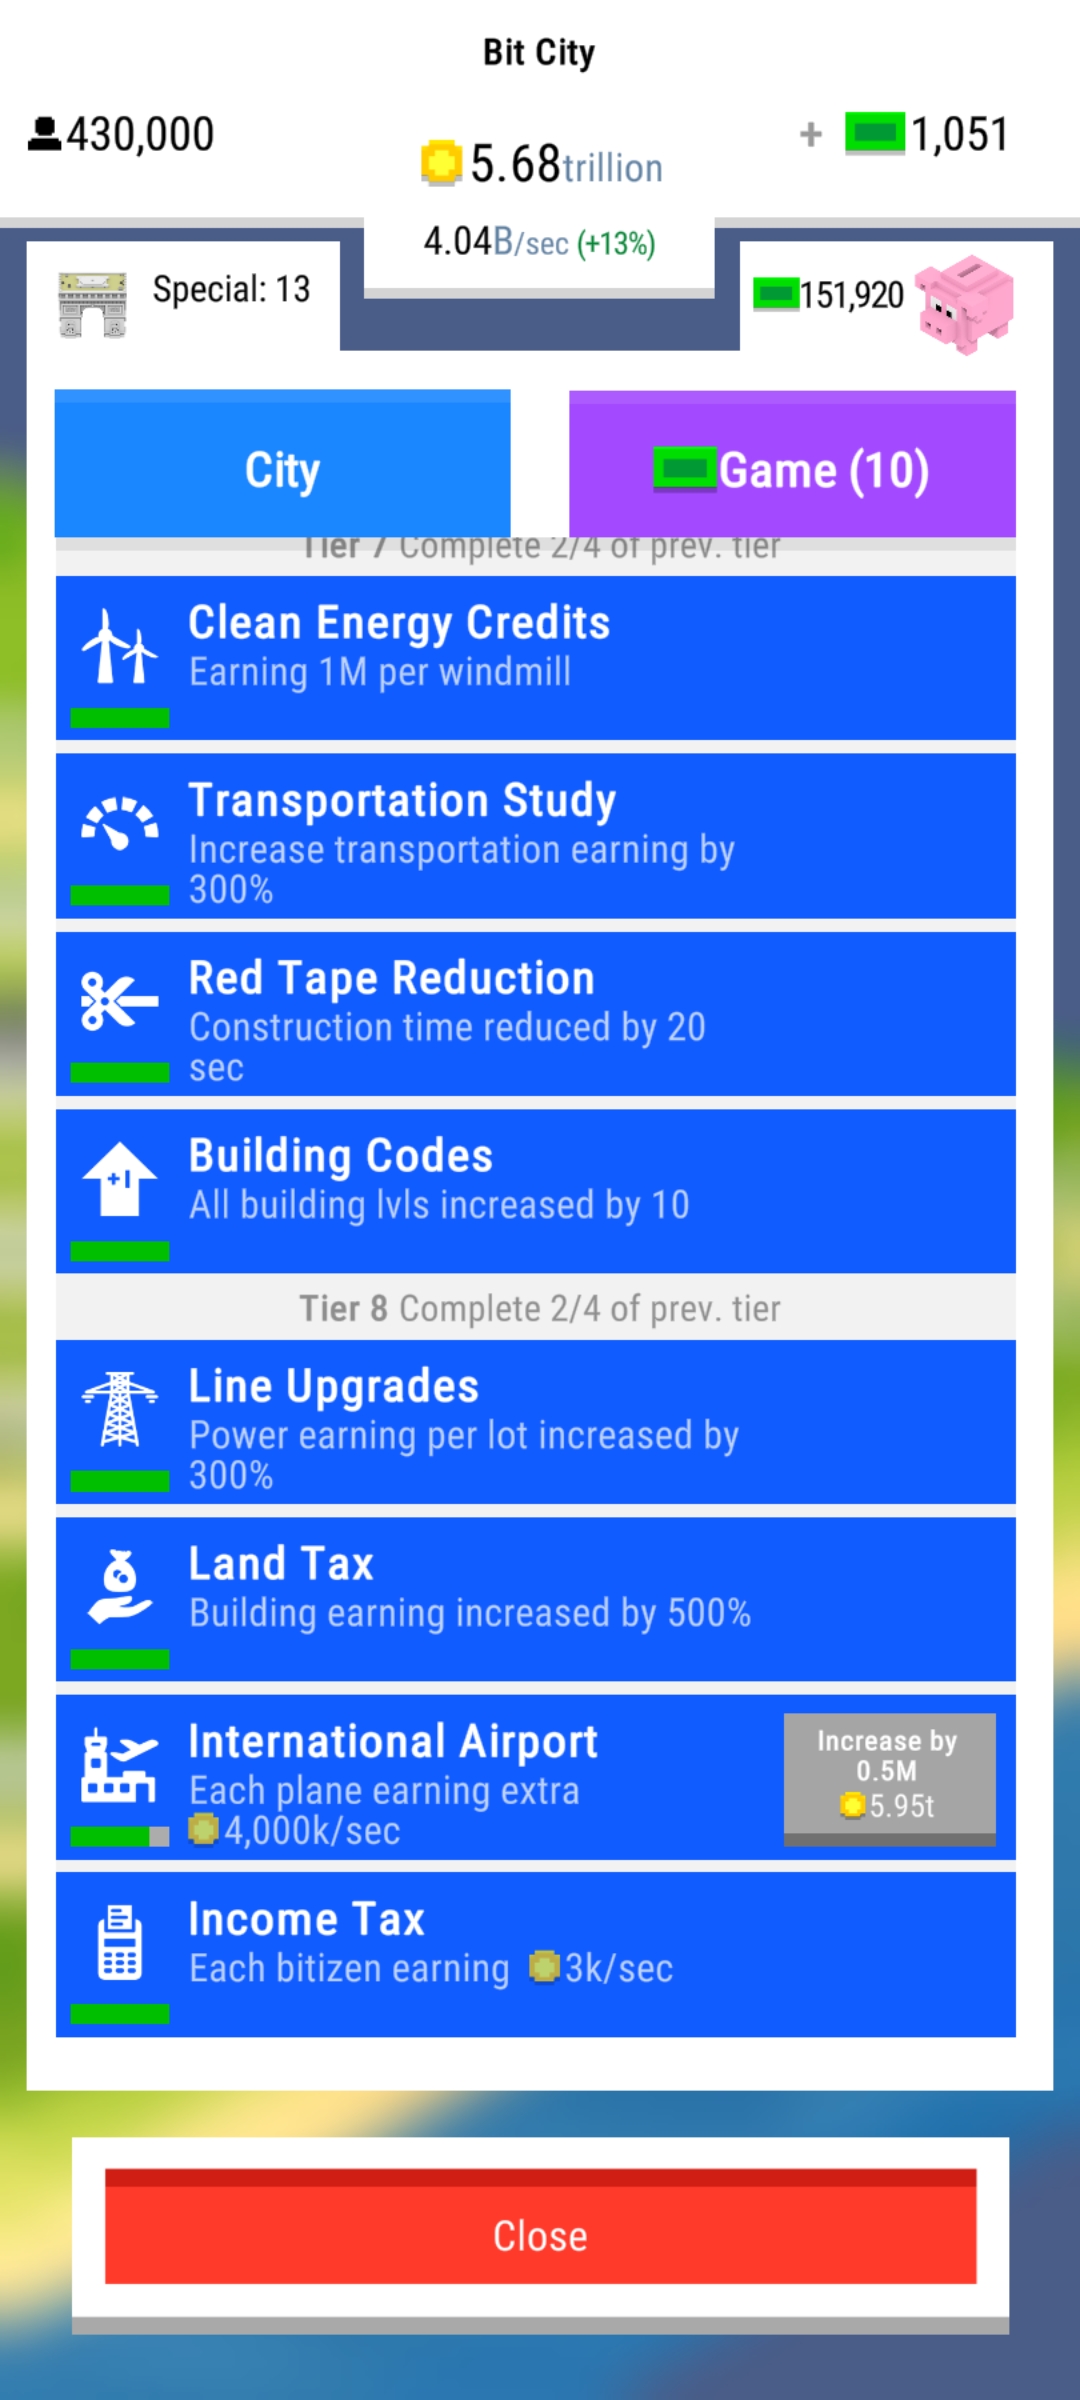 Bit City
430,000
5.68trillion
+ 1,051
4.04B/sec (+13%)
Special: 13
151,920
City
Game (10)
Tier 7 Complete 2/4 of prev. tier
Clean Energy Credits
Earning 1M per windmill
Transportation Study
Increase transportation earning by
300%
Red Tape Reduction
Construction time reduced by 20
sec
+1
Building Codes
All building lvls increased by 10
Tier 8 Complete 2/4 of prev. tier
Line Upgrades
Power earning per lot increased by
300%
Land Tax
Building earning increased by 500%
International Airport
Each plane earning extra
4,000k/sec
Increase by
0.5M
5.95t
Income Tax
Each bitizen earning 3k/sec
Close